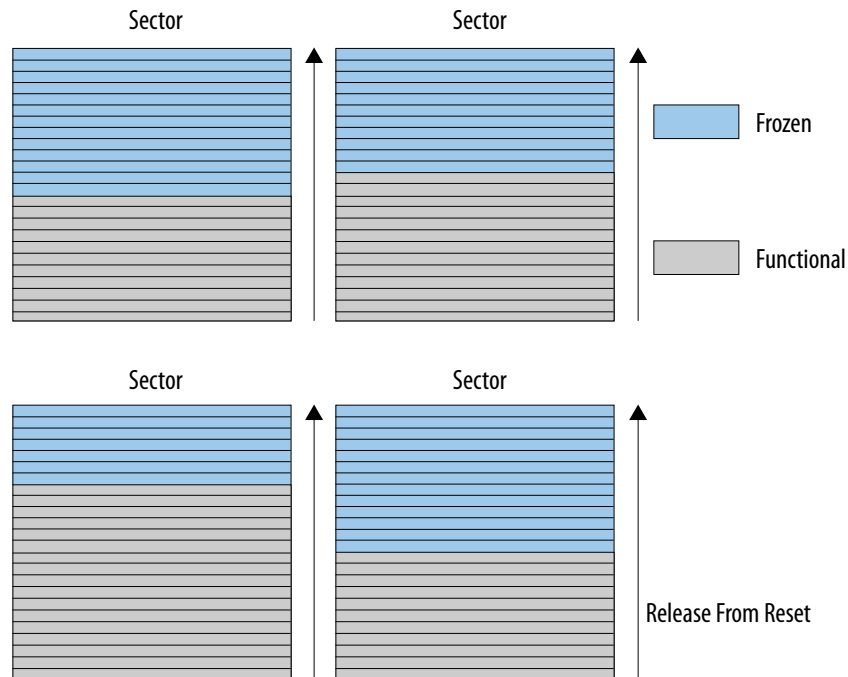 Sector
Sector
Frozen
Functional
Sector
Sector
Release From Reset